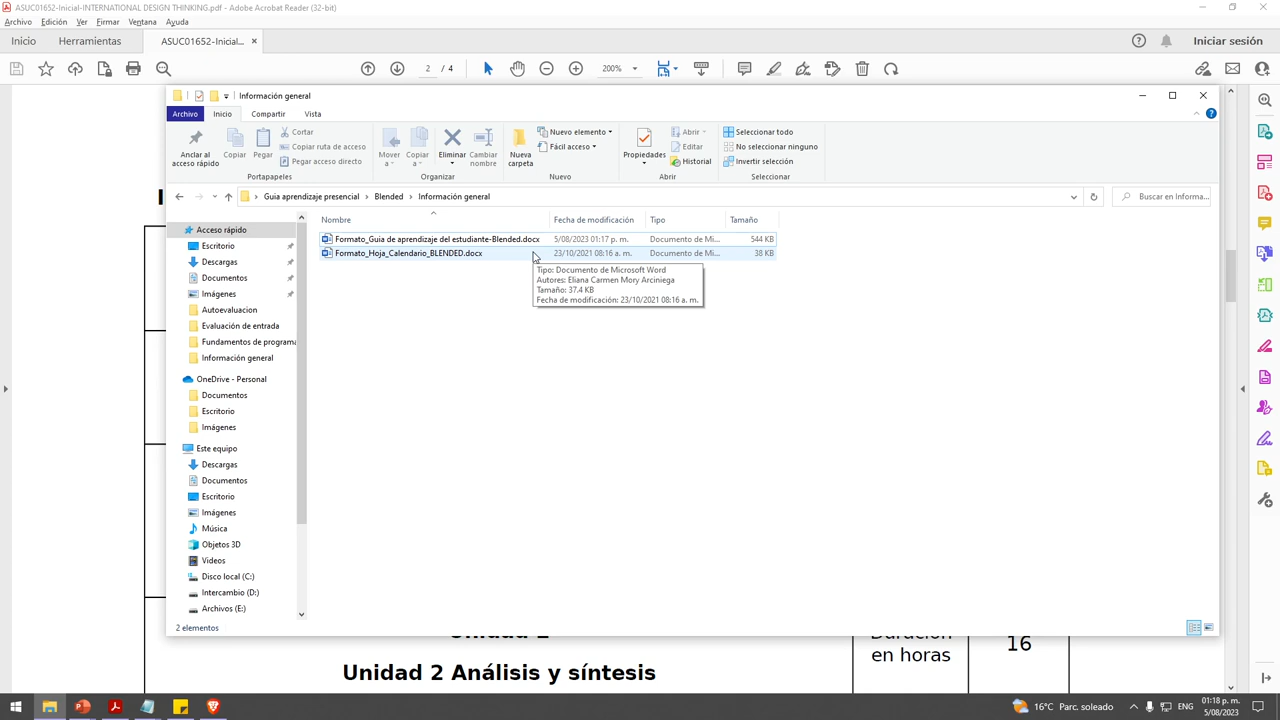 ASUC01652-Inicial-INTERNATIONAL DESIGN THINKING.pdf - Adobe Acrobat Reader (32-bit)
Archivo Edición Ver Firmar Ventana Ayuda
Inicio Herramientas ASUC01652-Inicial... × Iniciar sesión
2 / 4 200%
Información general
Archivo Inicio Compartir Vista
Anclar al acceso rápido
Copiar
Pegar
Cortar
Copiar ruta de acceso
Pegar acceso directo
Portapapeles
Mover a
Copiar a
Eliminar
Cambiar nombre
Organizar
Nueva carpeta
Nuevo elemento
Fácil acceso
Nuevo
Propiedades
Abrir
Editar
Historial
Abrir
Seleccionar todo
No seleccionar ninguno
Invertir selección
Seleccionar
Guia aprendizaje presencial > Blended > Información general
Buscar en Informa...
Nombre Fecha de modificación Tipo Tamaño
Formato_Guia de aprendizaje del estudiante-Blended.docx 5/08/2023 01:17 p. m. Documento de Mi... 544 KB
Formato_Hoja_Calendario_BLENDED.docx 23/10/2021 08:16 a. m. Documento de Mi... 38 KB
Tipo: Documento de Microsoft Word
Autores: Eliana Carmen Mory Arciniega
Tamaño: 37.4 KB
Fecha de modificación: 23/10/2021 08:16 a. m.
Acceso rápido
Escritorio
Descargas
Documentos
Imágenes
Autoevaluacion
Evaluación de entrada
Fundamentos de programa
Información general
OneDrive - Personal
Documentos
Escritorio
Imágenes
Este equipo
Descargas
Documentos
Escritorio
Imágenes
Música
Objetos 3D
Videos
Disco local (C:)
Intercambio (D:)
Archivos (E:)
2 elementos
en horas
16
Unidad 2 Análisis y síntesis
16°C Parc. soleado ENG 01:18 p. m.
5/08/2023